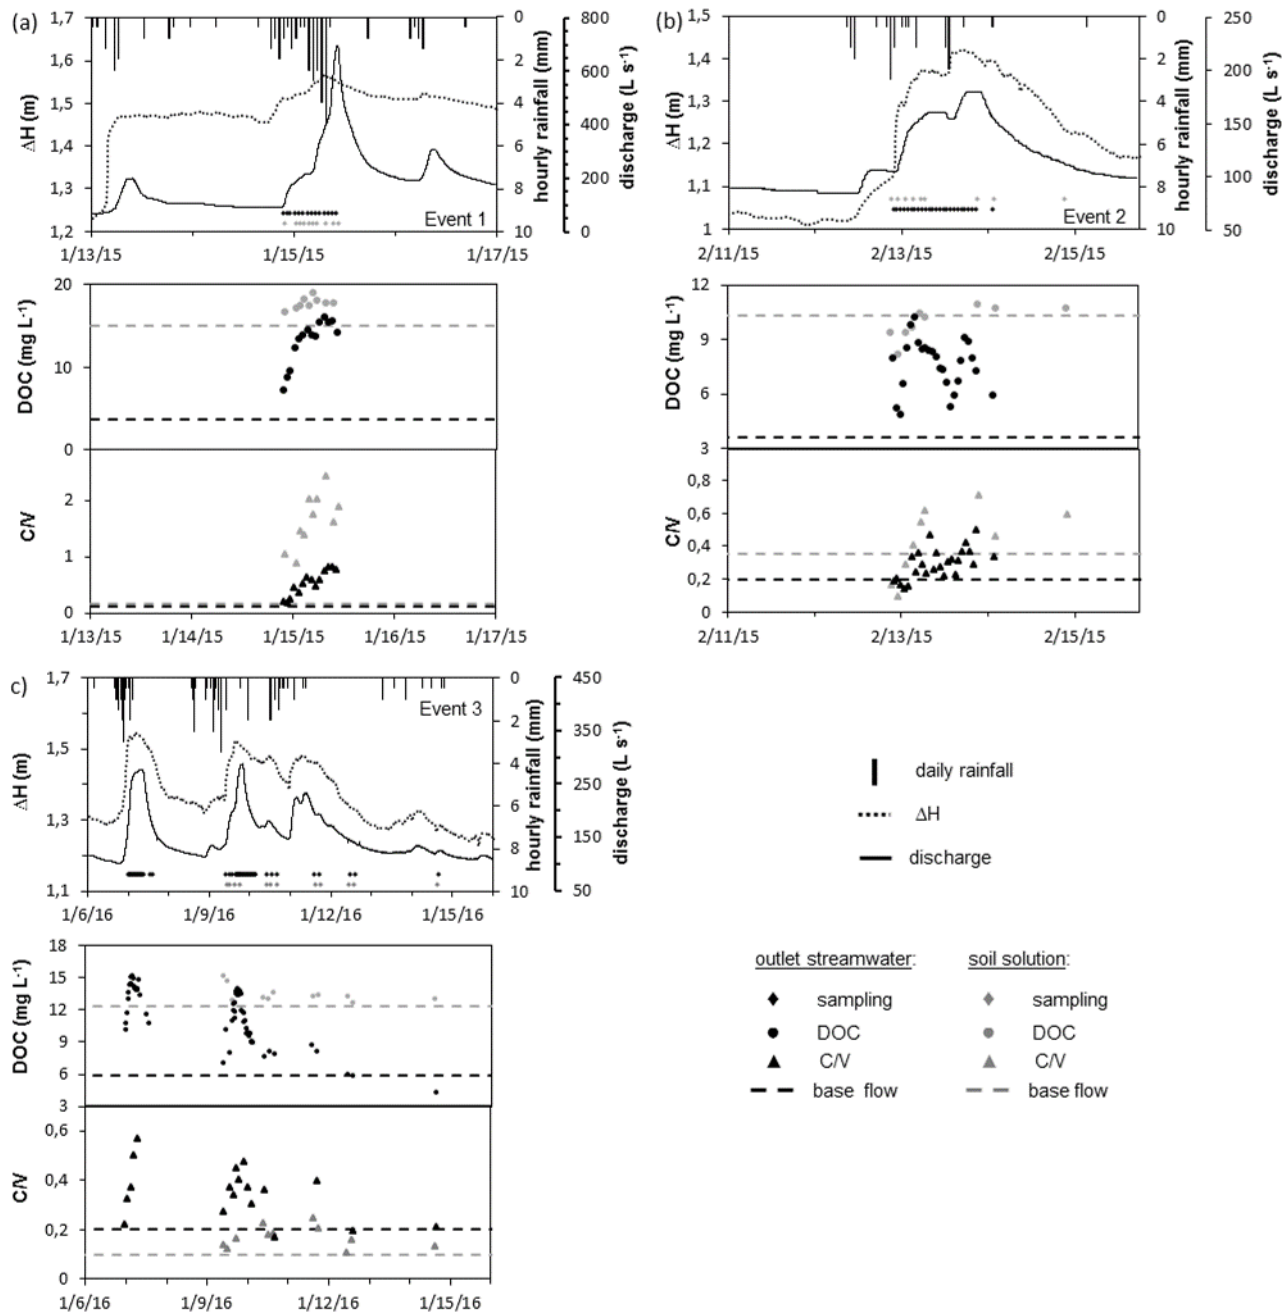 (a)
1,7
1,6
1,5
1,4
1,3
1,2
ΔH (m)
0
2
4
6
8
10
hourly rainfall (mm)
800
600
400
200
0
discharge (L s⁻¹)
Event 1
1/13/15
1/15/15
1/17/15
20
10
0
DOC (mg L⁻¹)
2
1
0
C/V
1/13/15
1/14/15
1/15/15
1/16/15
1/17/15
(b)
1,5
1,4
1,3
1,2
1,1
1
ΔH (m)
0
2
4
6
8
10
hourly rainfall (mm)
250
200
150
100
50
discharge (L s⁻¹)
Event 2
2/11/15
2/13/15
2/15/15
12
9
6
3
DOC (mg L⁻¹)
0,8
0,6
0,4
0,2
0
C/V
2/11/15
2/13/15
2/15/15
c)
1,7
1,5
1,3
1,1
ΔH (m)
0
2
4
6
8
10
hourly rainfall (mm)
450
350
250
150
50
discharge (L s⁻¹)
Event 3
1/6/16
1/9/16
1/12/16
1/15/16
18
15
12
9
6
3
DOC (mg L⁻¹)
0,6
0,4
0,2
0
C/V
1/6/16
1/9/16
1/12/16
1/15/16
daily rainfall
ΔH
discharge
outlet streamwater:
sampling
DOC
C/V
base flow
soil solution:
sampling
DOC
C/V
base flow